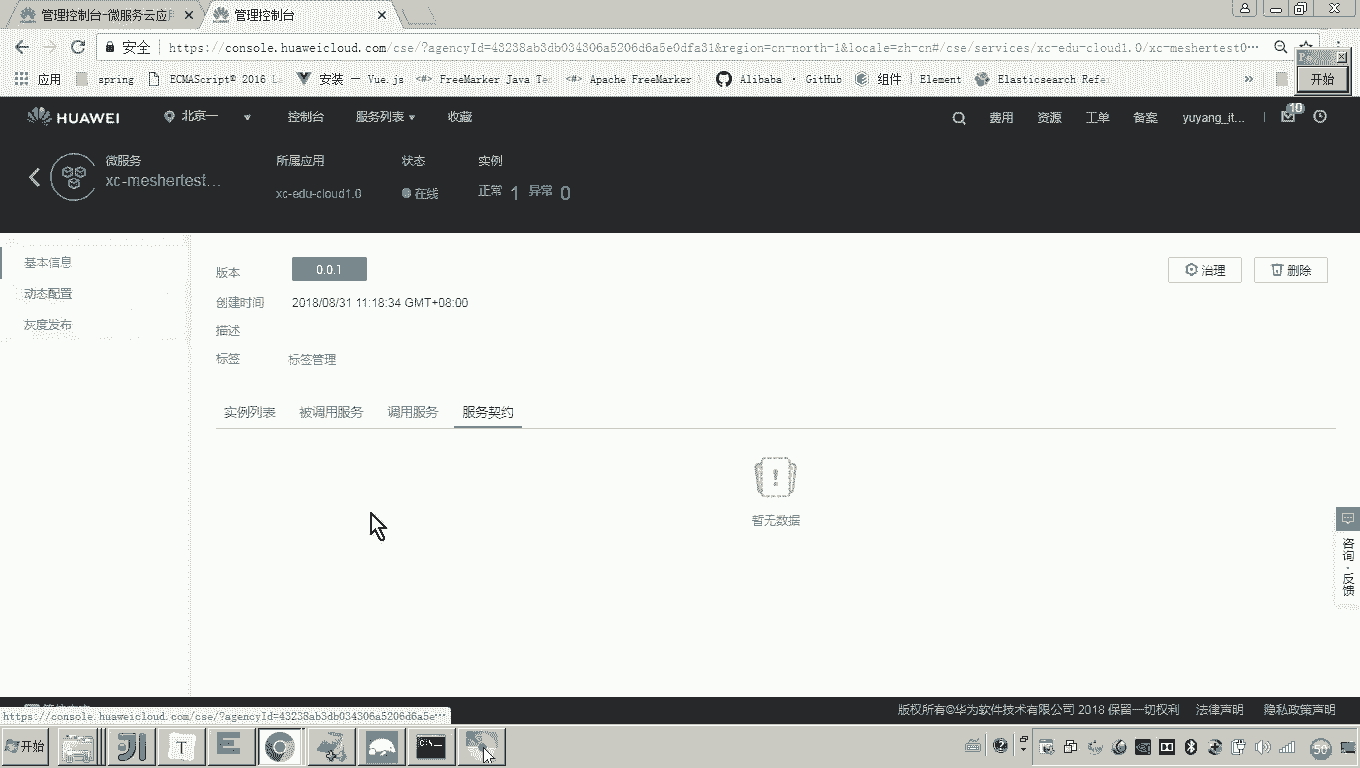 管理控制台-微服务云应用
管理控制台
安全
https://console.huaweicloud.com/cse/?agencyId=43238ab3db034306a5206d6a5e0dfa31&region=cn-north-1&locale=zh-cn#/cse/services/xc-edu-cloud1.0/xc-meshertest0…
应用
spring
ECMAScript® 2016 La
安装 — Vue.js
FreeMarker Java Te
Apache FreeMarker
Alibaba · GitHub
组件 | Element
Elasticsearch Refe
»
开始
HUAWEI
北京一
控制台
服务列表
收藏
费用
资源
工单
备案
yuyang_it...
10
微服务
xc-meshertest...
所属应用
xc-edu-cloud1.0
状态
在线
实例
正常 1 异常 0
基本信息
动态配置
灰度发布
版本
0.0.1
治理
删除
创建时间
2018/08/31 11:18:34 GMT+08:00
描述
标签
标签管理
实例列表
被调用服务
调用服务
服务契约
暂无数据
咨询·反馈
版权所有©华为软件技术有限公司 2018 保留一切权利
法律声明
隐私政策声明
https://console.huaweicloud.com/cse/?agencyId=43238ab3db034306a5206d6a5e…
开始
50